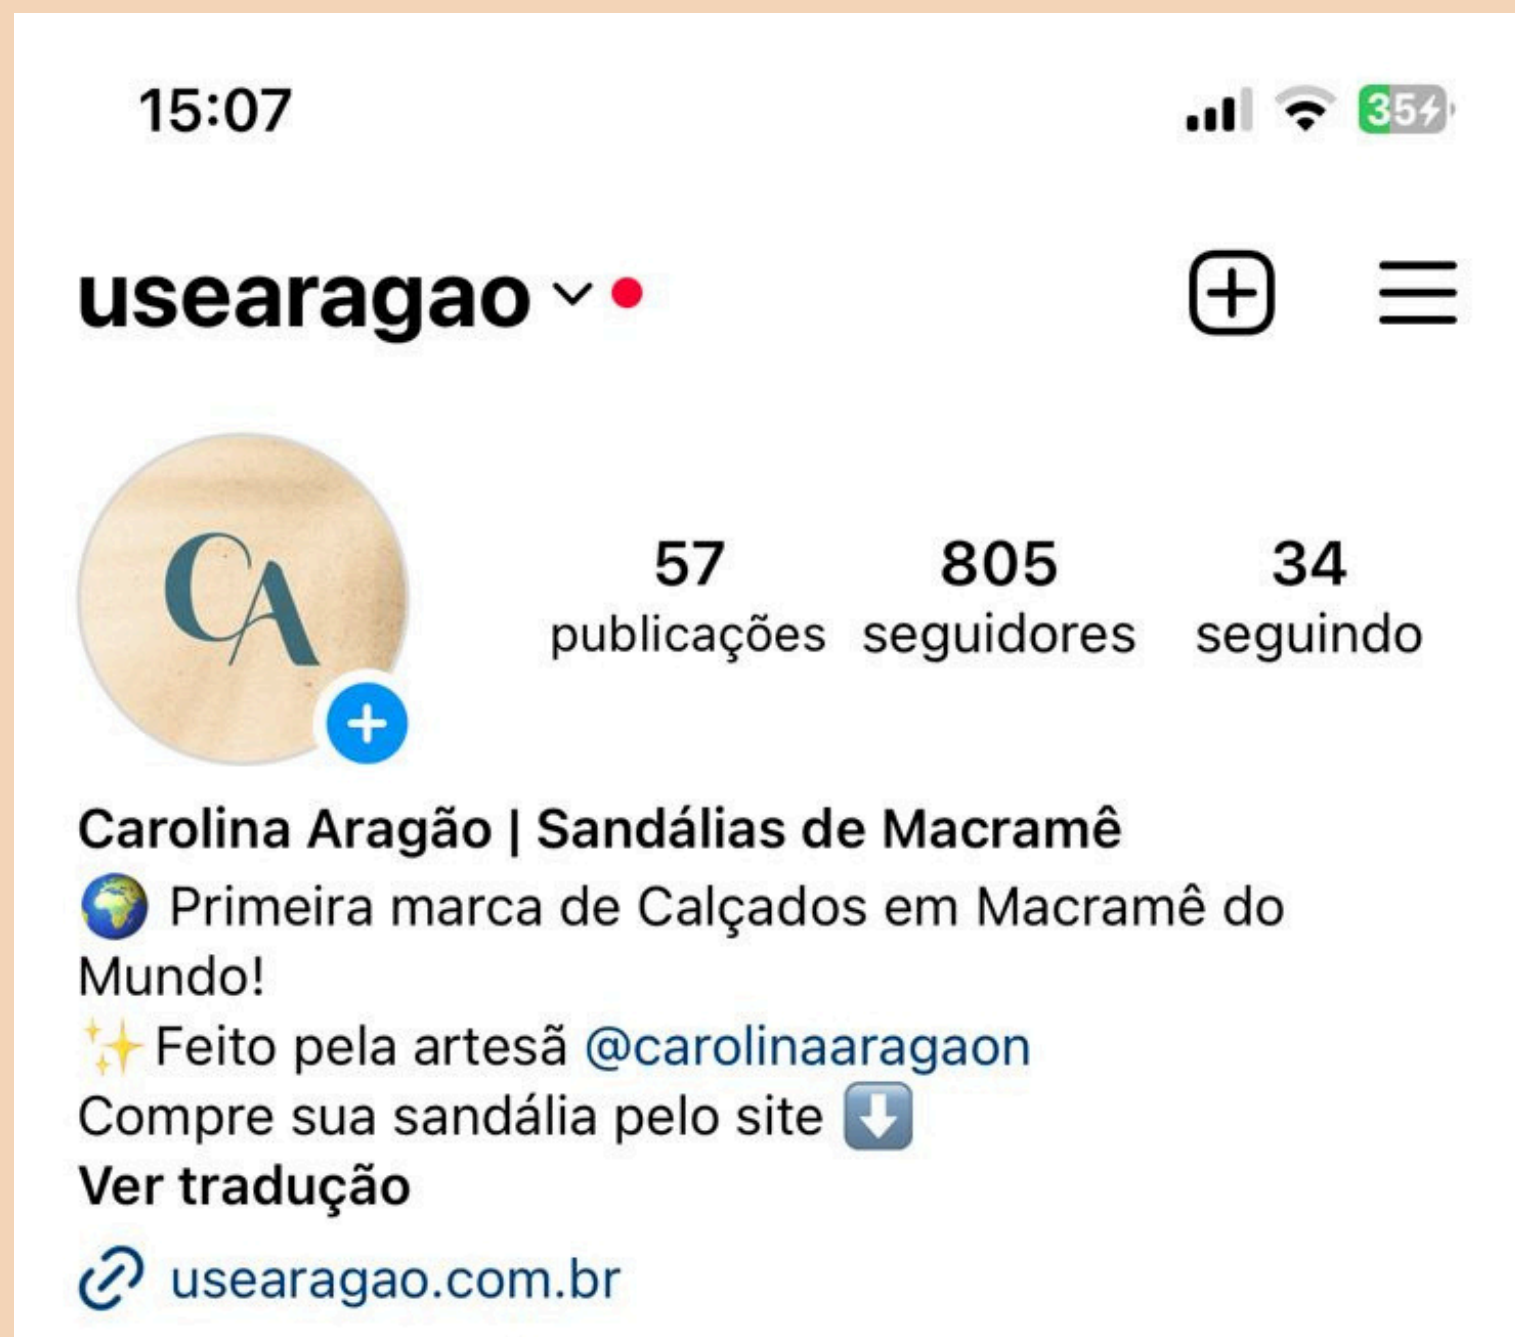 15:07
35
usearagao
CA
57 805 34
publicações seguidores seguindo
Carolina Aragão | Sandálias de Macramê
🌍 Primeira marca de Calçados em Macramê do
Mundo!
✨ Feito pela artesã @carolinaaragaon
Compre sua sandália pelo site ⬇️
Ver tradução
usearagao.com.br